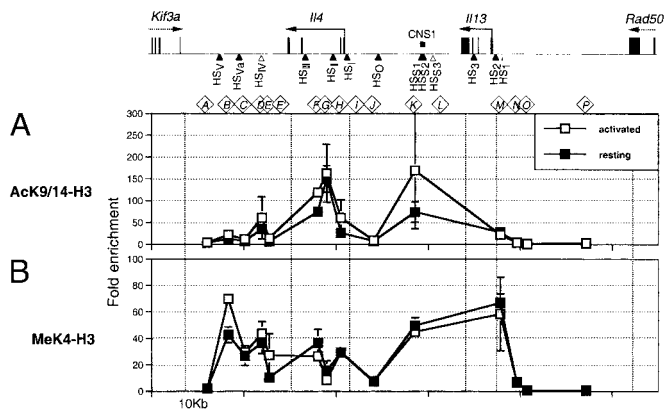 Kif3a Il4 CNS1 Il13 Rad50
HSV HSVa HSIV HSII HSI HSO HSS1 HSS2 HSS3 HS3 HS2 HS1
A B C D E F G H I J K L M N O P
A
AcK9/14-H3
300
250
200
150
100
50
0
activated
resting
Fold enrichment
B
MeK4-H3
100
80
60
40
20
0
10Kb